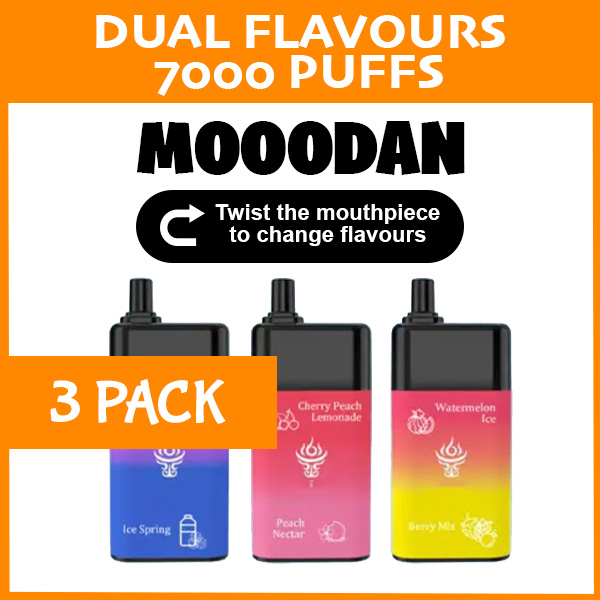 DUAL FLAVOURS
7000 PUFFS
MOOODAN
Twist the mouthpiece
to change flavours
3 PACK
Cherry Peach
Lemonade
Watermelon
Ice
Ice Spring
Peach
Nectar
Berry Mix